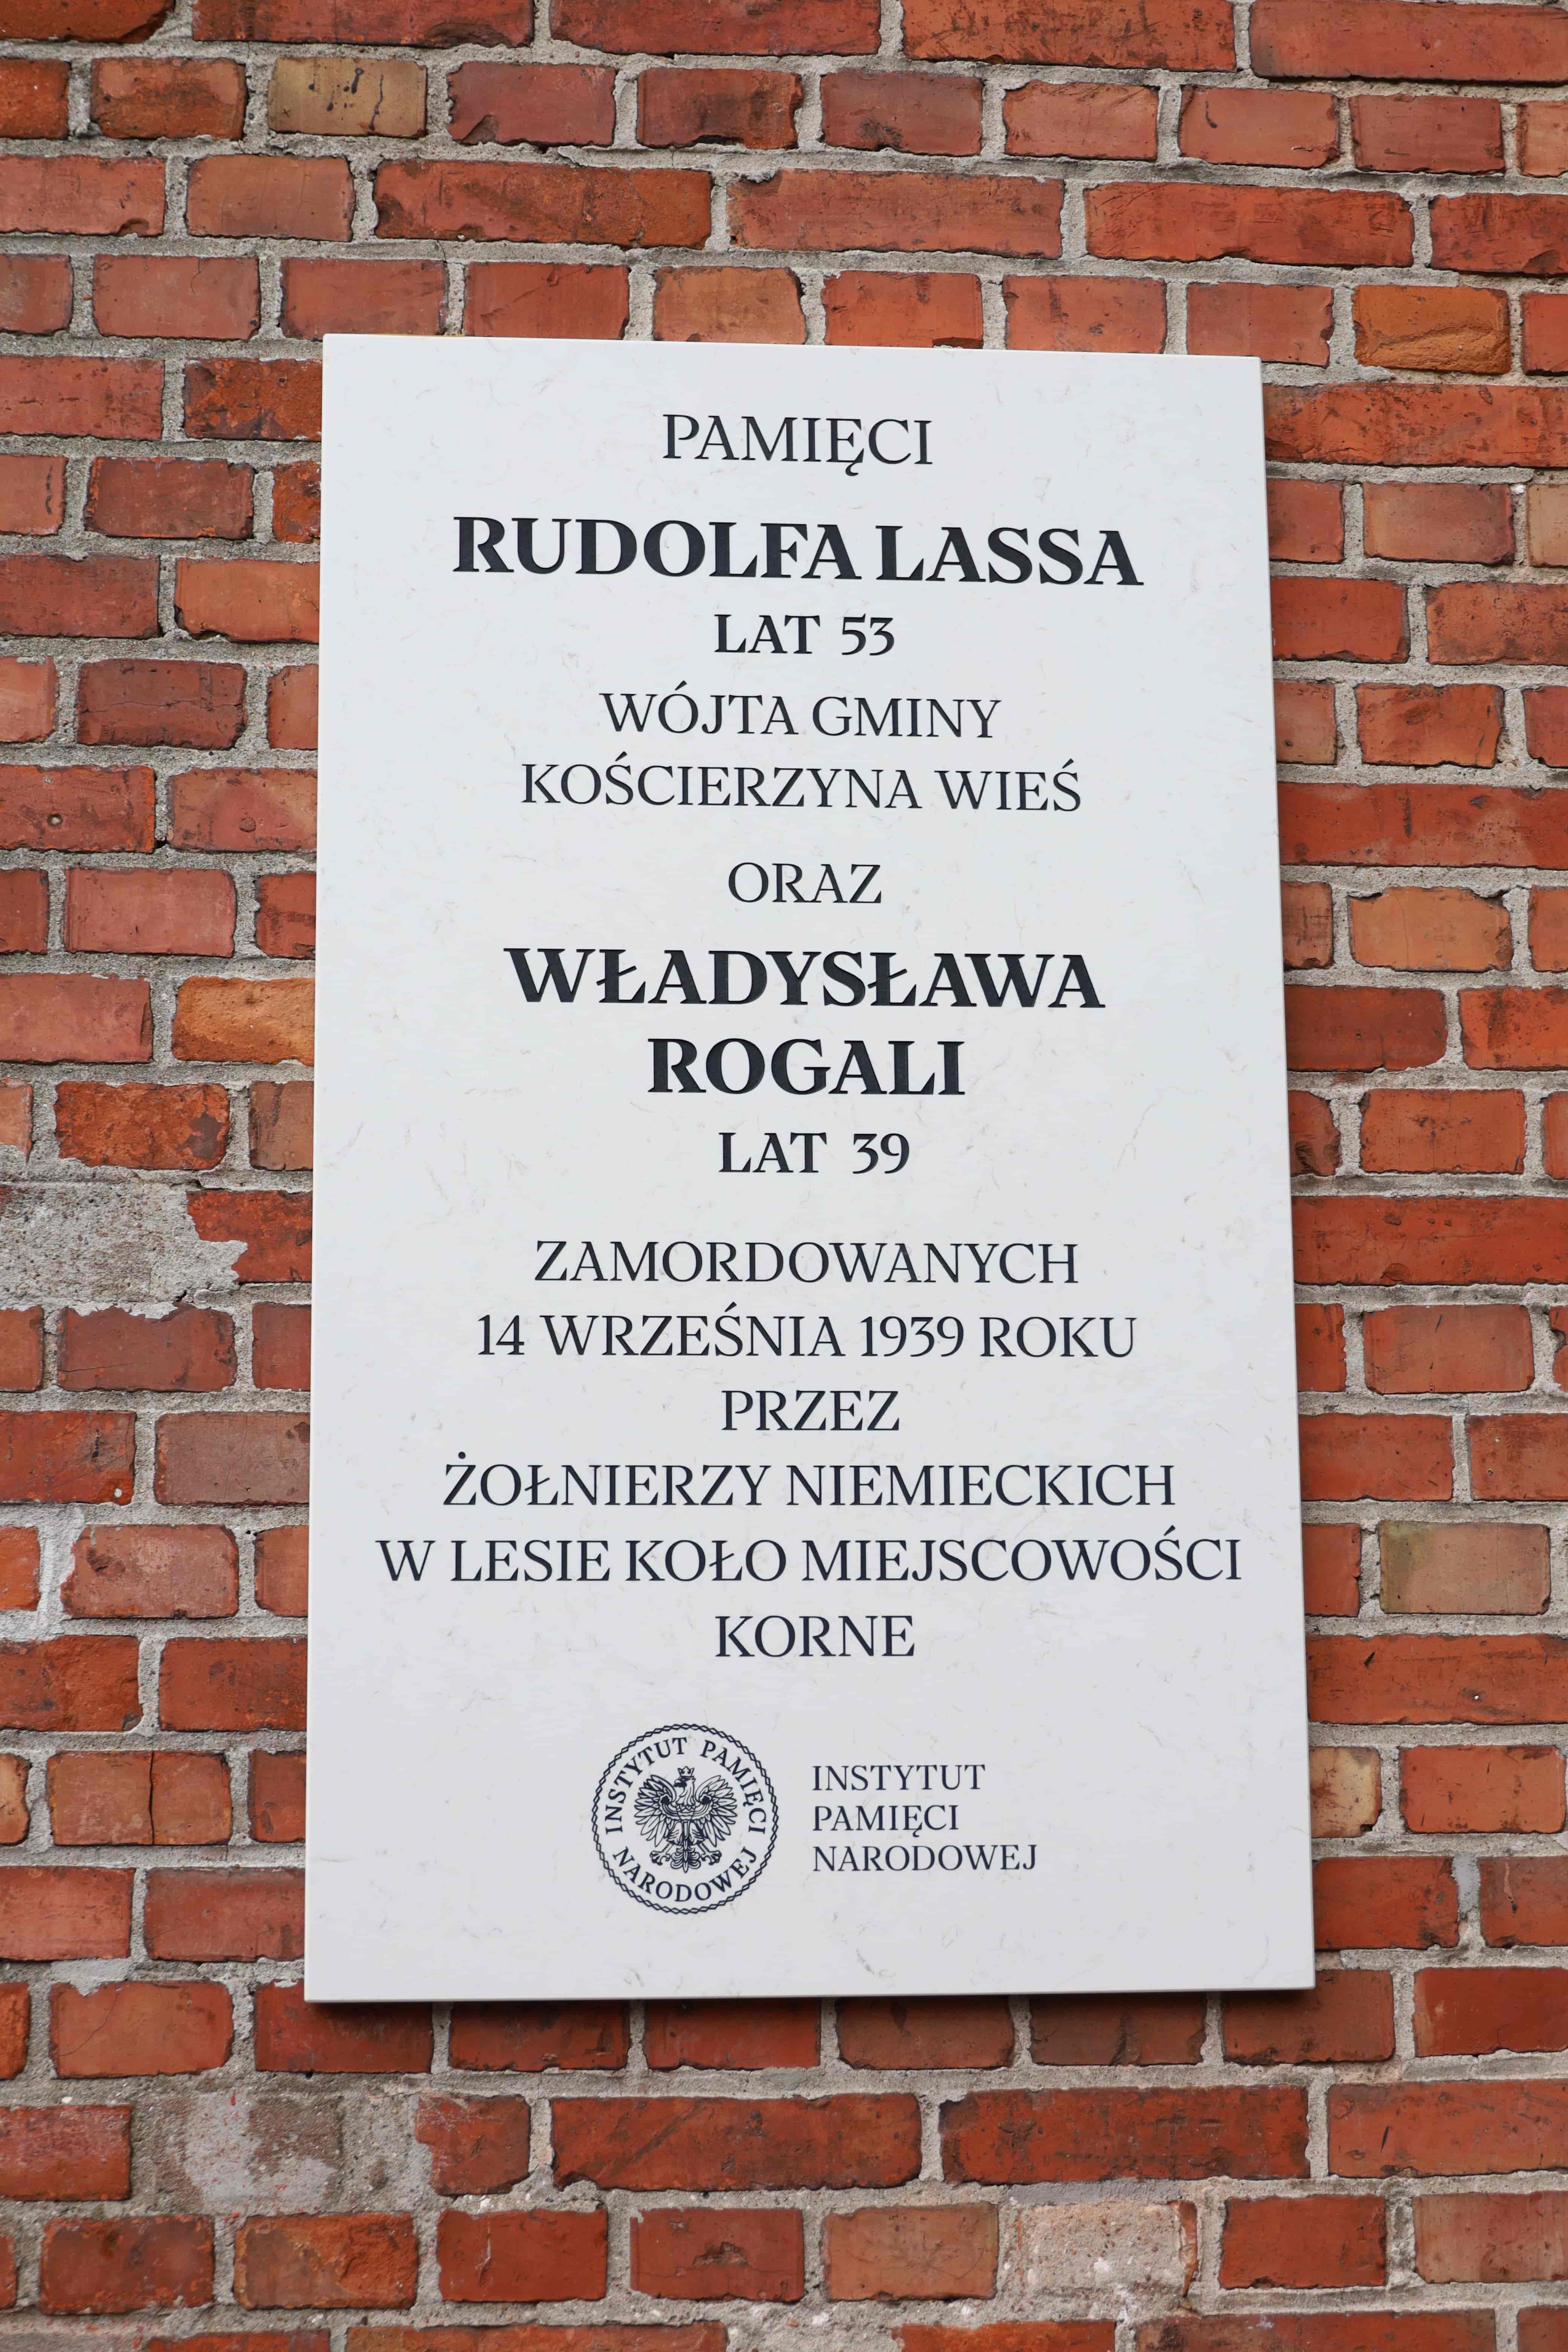 PAMIĘCI
RUDOLFA LASSA
LAT 53
WÓJTA GMINY
KOŚCIERZYNA WIEŚ
ORAZ
WŁADYSŁAWA
ROGALI
LAT 39
ZAMORDOWANYCH
14 WRZEŚNIA 1939 ROKU
PRZEZ
ŻOŁNIERZY NIEMIECKICH
W LESIE KOŁO MIEJSCOWOŚCI
KORNE
INSTYTUT PAMIĘCI
NARODOWEJ
INSTYTUT
PAMIĘCI
NARODOWEJ